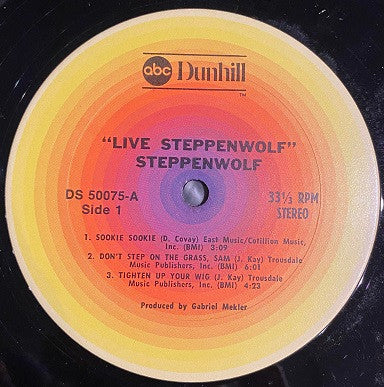 abc Dunhill
TM
"LIVE STEPPENWOLF"
STEPPENWOLF
DS 50075-A 33⅓ RPM
Side 1 STEREO
1. SOOKIE SOOKIE (D. Covay) East Music/Cotillion Music,
Inc. (BMI) 3:09
2. DON'T STEP ON THE GRASS, SAM (J. Kay) Trousdale
Music Publishers, Inc. (BMI) 6:01
3. TIGHTEN UP YOUR WIG (J. Kay) Trousdale
Music Publishers, Inc. (BMI) 4:23
Produced by Gabriel Mekler